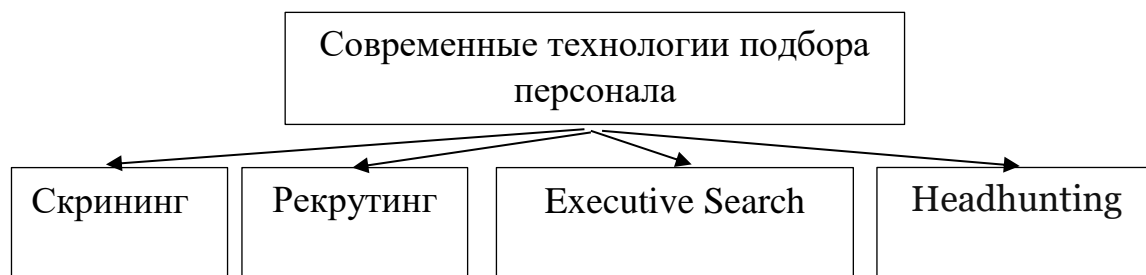 Современные технологии подбора
персонала
Скрининг
Рекрутинг
Executive Search
Headhunting